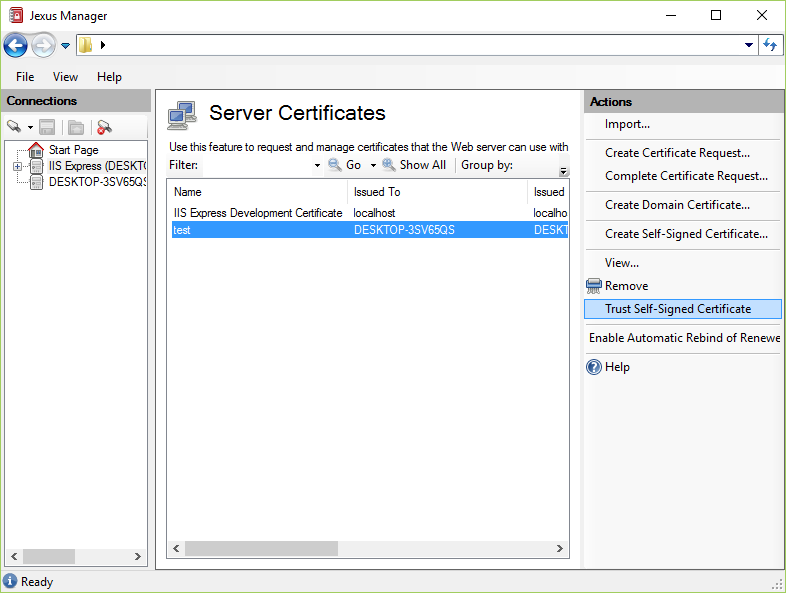 Jexus Manager
File View Help
Connections
Start Page
IIS Express (DESKT
DESKTOP-3SV65QS
Server Certificates
Use this feature to request and manage certificates that the Web server can use with
Filter: Go Show All Group by:
Name Issued To Issued
IIS Express Development Certificate localhost localho
test DESKTOP-3SV65QS DESKT
Actions
Import...
Create Certificate Request...
Complete Certificate Request...
Create Domain Certificate...
Create Self-Signed Certificate...
View...
Remove
Trust Self-Signed Certificate
Enable Automatic Rebind of Renewe
Help
Ready